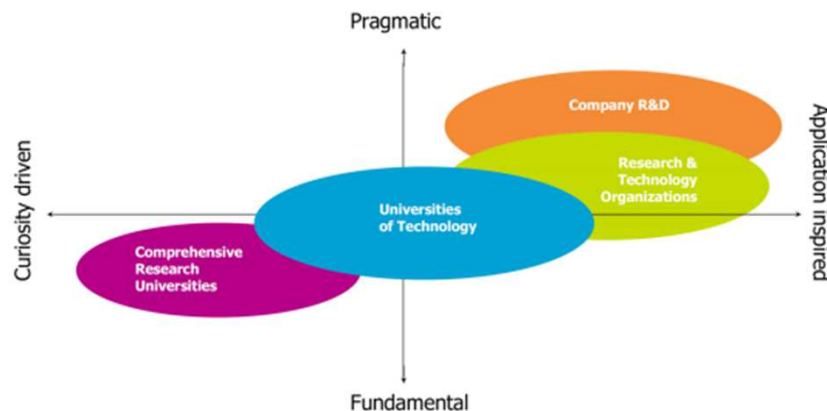 Pragmatic
Company R&D
Research &
Technology
Organizations
Universities
of Technology
Comprehensive
Research
Universities
Curiosity driven
Application inspired
Fundamental